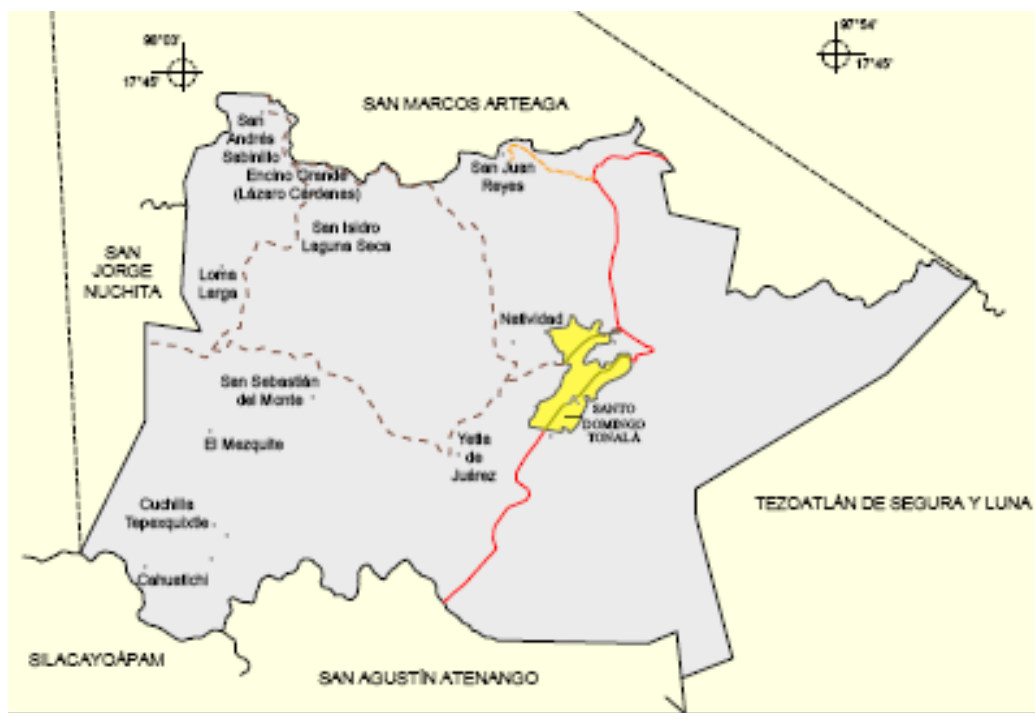 98°03'
17°45'
97°54'
17°45'
SAN MARCOS ARTEAGA
San
Andrés
Sabinillo
Encino Grande
(Lázaro Cárdenas)
San Juan
Reyes
San Isidro
Laguna Seca
SAN
JORGE
NUCHITA
Loma
Larga
Natividad
San Sebastián
del Monte
SANTO
DOMINGO
TONALÁ
El Mezquite
Yetla
de
Juárez
Cuchilla
Tepexquixtle
TEZOATLÁN DE SEGURA Y LUNA
Cahuatichi
SILACAYOÁPAM
SAN AGUSTÍN ATENANGO